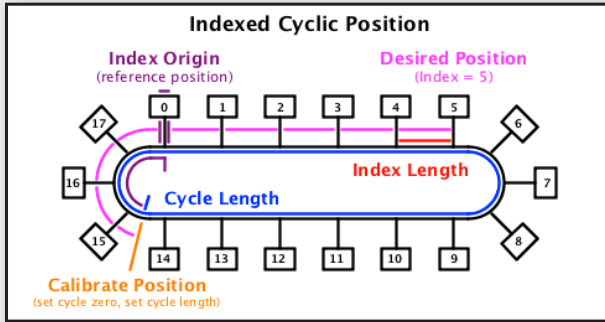 Indexed Cyclic Position
Index Origin
(reference position)
Desired Position
(Index = 5)
0
1
2
3
4
5
17
6
16
7
Index Length
Cycle Length
15
8
14
13
12
11
10
9
Calibrate Position
(set cycle zero, set cycle length)